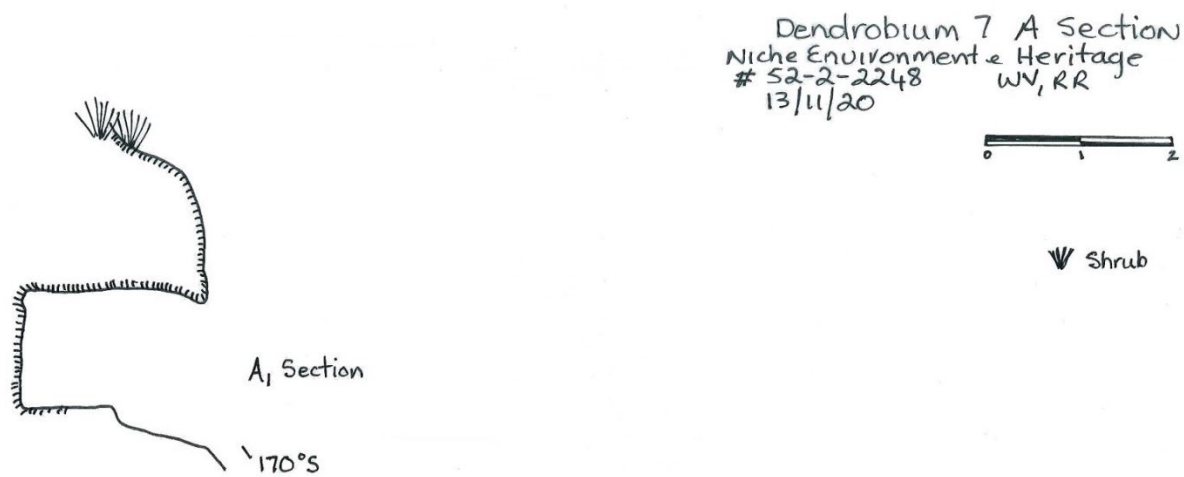 Dendrobium 7 A Section
Niche Environment & Heritage
# 52-2-2248 WV, RR
13/11/20
0 1 2
Shrub
A, Section
170°S